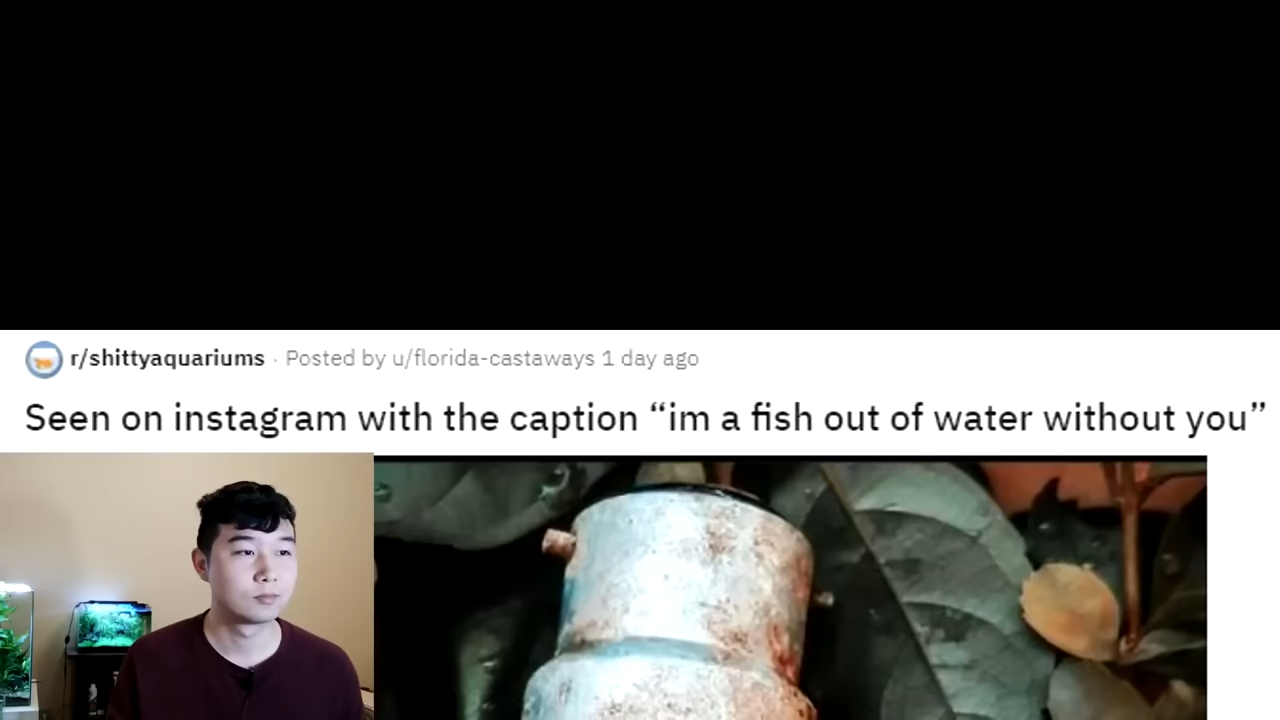 r/shittyaquariums · Posted by u/florida-castaways 1 day ago
Seen on instagram with the caption “im a fish out of water without you”